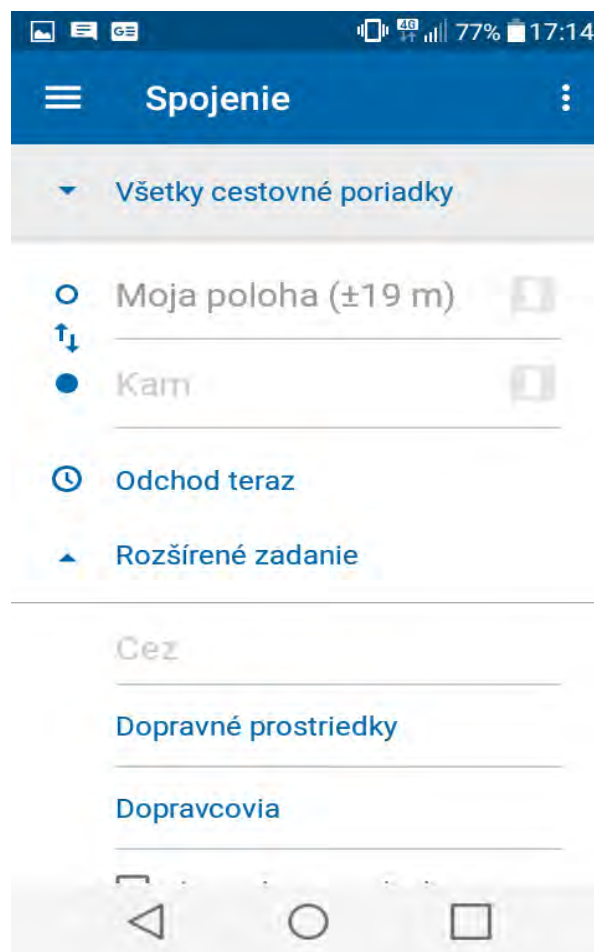 GE 4G 77% 17:14
Spojenie
Všetky cestovné poriadky
Moja poloha (±19 m)
Kam
Odchod teraz
Rozšírené zadanie
Cez
Dopravné prostriedky
Dopravcovia